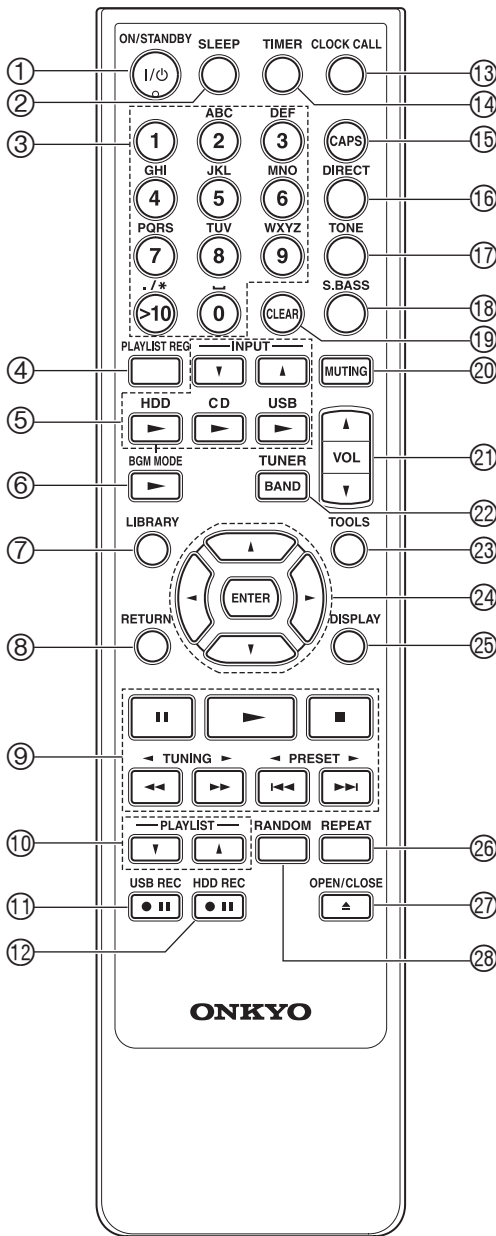 ON/STANDBY SLEEP TIMER CLOCK CALL
① I/⏻ ⑬
② ⑭
ABC DEF
③ 1 2 3 CAPS ⑮
GHI JKL MNO DIRECT
4 5 6 ⑯
PQRS TUV WXYZ TONE
7 8 9 ⑰
./* ␣ S.BASS
>10 0 CLEAR ⑱
⑲
PLAYLIST REG INPUT
④ ▼ ▲ MUTING ⑳
HDD CD USB
⑤ ► ► ► ▲ VOL ▼ ㉑
BGM MODE TUNER
⑥ ► BAND ㉒
LIBRARY TOOLS
⑦ ㉓
▲
◄ ENTER ► ㉔
▼
RETURN DISPLAY
⑧ ㉕
II ► ■
⑨ ◄ TUNING ► ◄ PRESET ►
◄◄ ►► I◄◄ ►►I
PLAYLIST RANDOM REPEAT
⑩ ▼ ▲ ㉖
USB REC HDD REC OPEN/CLOSE
⑪ ● II ● II ⏏ ㉗
⑫ ㉘
ONKYO